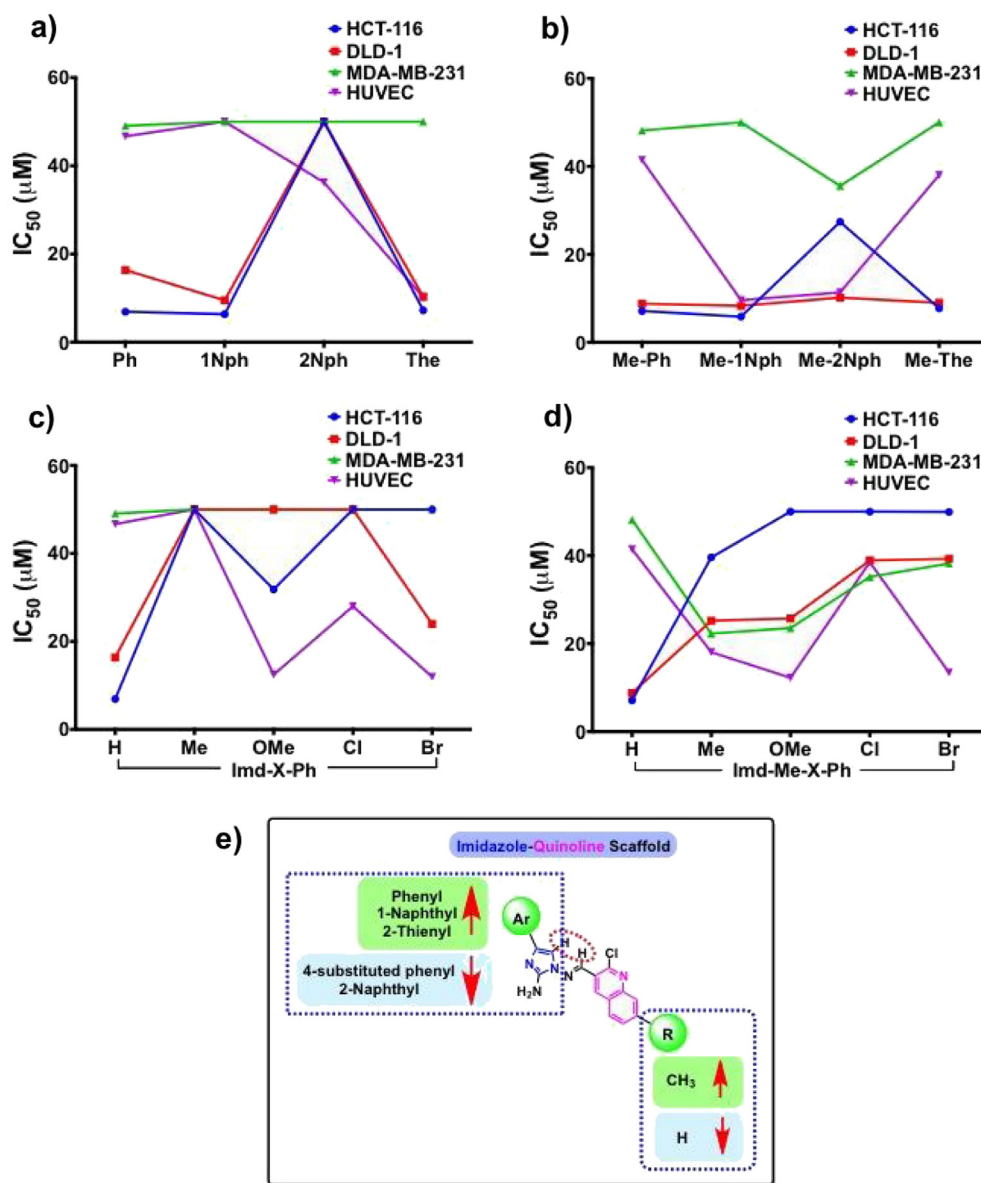 a)
HCT-116
DLD-1
MDA-MB-231
HUVEC
IC50 (μM)
60
40
20
0
Ph 1Nph 2Nph The
b)
HCT-116
DLD-1
MDA-MB-231
HUVEC
IC50 (μM)
60
40
20
0
Me-Ph Me-1Nph Me-2Nph Me-The
c)
HCT-116
DLD-1
MDA-MB-231
HUVEC
IC50 (μM)
60
40
20
0
H Me OMe Cl Br
Imd-X-Ph
d)
HCT-116
DLD-1
MDA-MB-231
HUVEC
IC50 (μM)
60
40
20
0
H Me OMe Cl Br
Imd-Me-X-Ph
e)
Imidazole-Quinoline Scaffold
Phenyl
1-Naphthyl
2-Thienyl
4-substituted phenyl
2-Naphthyl
Ar
H
H
Cl
N
N
N
N
H2N
R
CH3
H